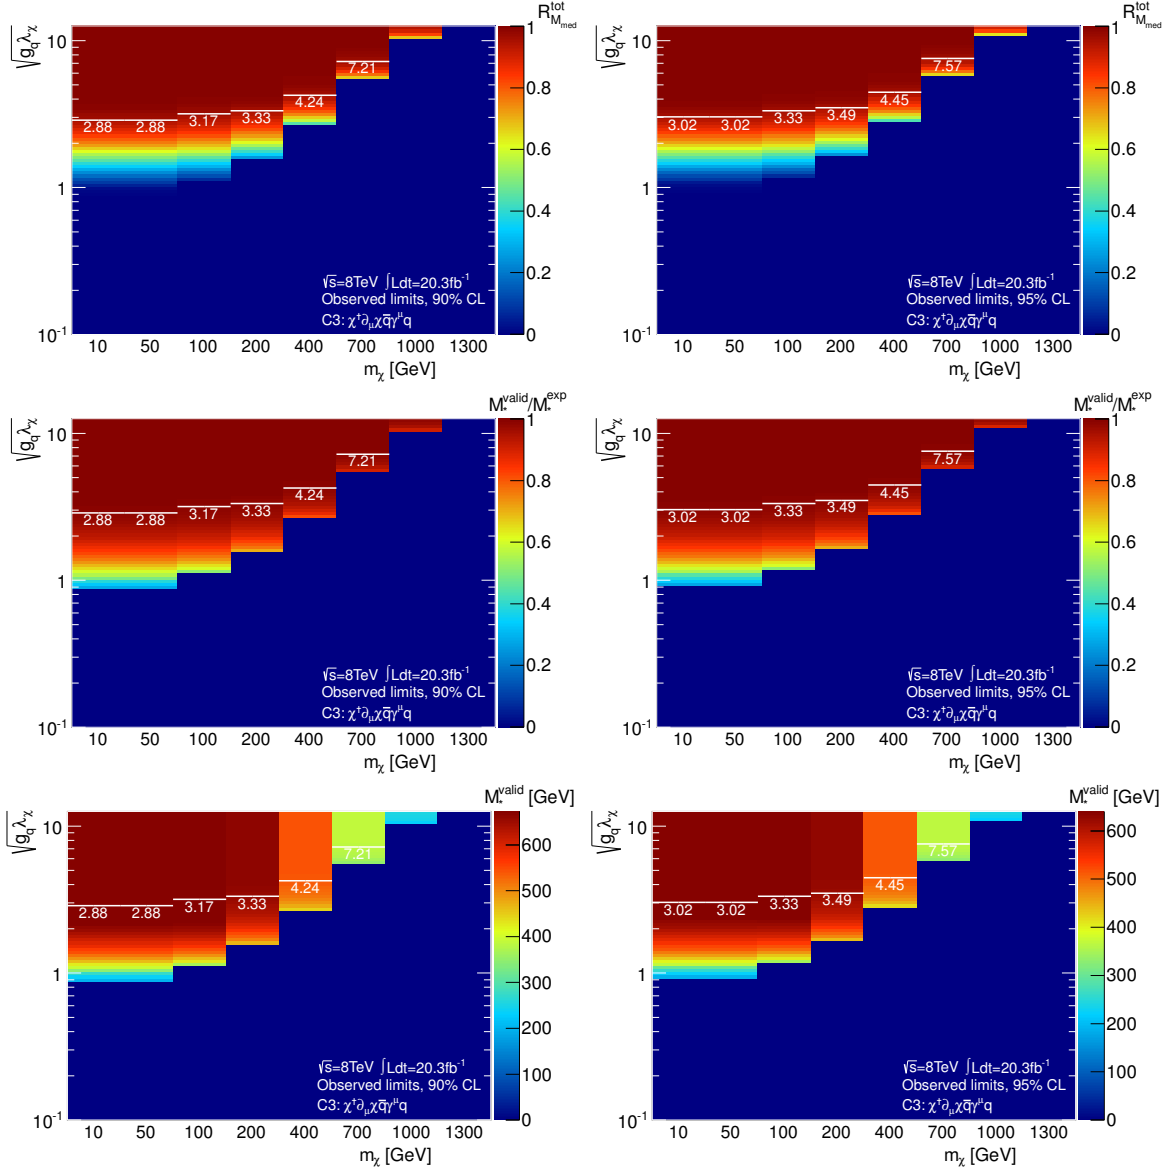 R^tot_M_med
√g_qλ_χ
10
1
10^-1
2.88 2.88 3.17 3.33 4.24 7.21
√s=8TeV ∫Ldt=20.3fb^-1
Observed limits, 90% CL
C3: χ^†∂_μχq̄γ^μq
10 50 100 200 400 700 1000 1300
m_χ [GeV]
1
0.8
0.6
0.4
0.2
0
R^tot_M_med
√g_qλ_χ
10
1
10^-1
3.02 3.02 3.33 3.49 4.45 7.57
√s=8TeV ∫Ldt=20.3fb^-1
Observed limits, 95% CL
C3: χ^†∂_μχq̄γ^μq
10 50 100 200 400 700 1000 1300
m_χ [GeV]
1
0.8
0.6
0.4
0.2
0
M_*^valid/M_*^exp
√g_qλ_χ
10
1
10^-1
2.88 2.88 3.17 3.33 4.24 7.21
√s=8TeV ∫Ldt=20.3fb^-1
Observed limits, 90% CL
C3: χ^†∂_μχq̄γ^μq
10 50 100 200 400 700 1000 1300
m_χ [GeV]
1
0.8
0.6
0.4
0.2
0
M_*^valid/M_*^exp
√g_qλ_χ
10
1
10^-1
3.02 3.02 3.33 3.49 4.45 7.57
√s=8TeV ∫Ldt=20.3fb^-1
Observed limits, 95% CL
C3: χ^†∂_μχq̄γ^μq
10 50 100 200 400 700 1000 1300
m_χ [GeV]
1
0.8
0.6
0.4
0.2
0
M_*^valid [GeV]
√g_qλ_χ
10
1
10^-1
2.88 2.88 3.17 3.33 4.24 7.21
√s=8TeV ∫Ldt=20.3fb^-1
Observed limits, 90% CL
C3: χ^†∂_μχq̄γ^μq
10 50 100 200 400 700 1000 1300
m_χ [GeV]
600
500
400
300
200
100
0
M_*^valid [GeV]
√g_qλ_χ
10
1
10^-1
3.02 3.02 3.33 3.49 4.45 7.57
√s=8TeV ∫Ldt=20.3fb^-1
Observed limits, 95% CL
C3: χ^†∂_μχq̄γ^μq
10 50 100 200 400 700 1000 1300
m_χ [GeV]
600
500
400
300
200
100
0